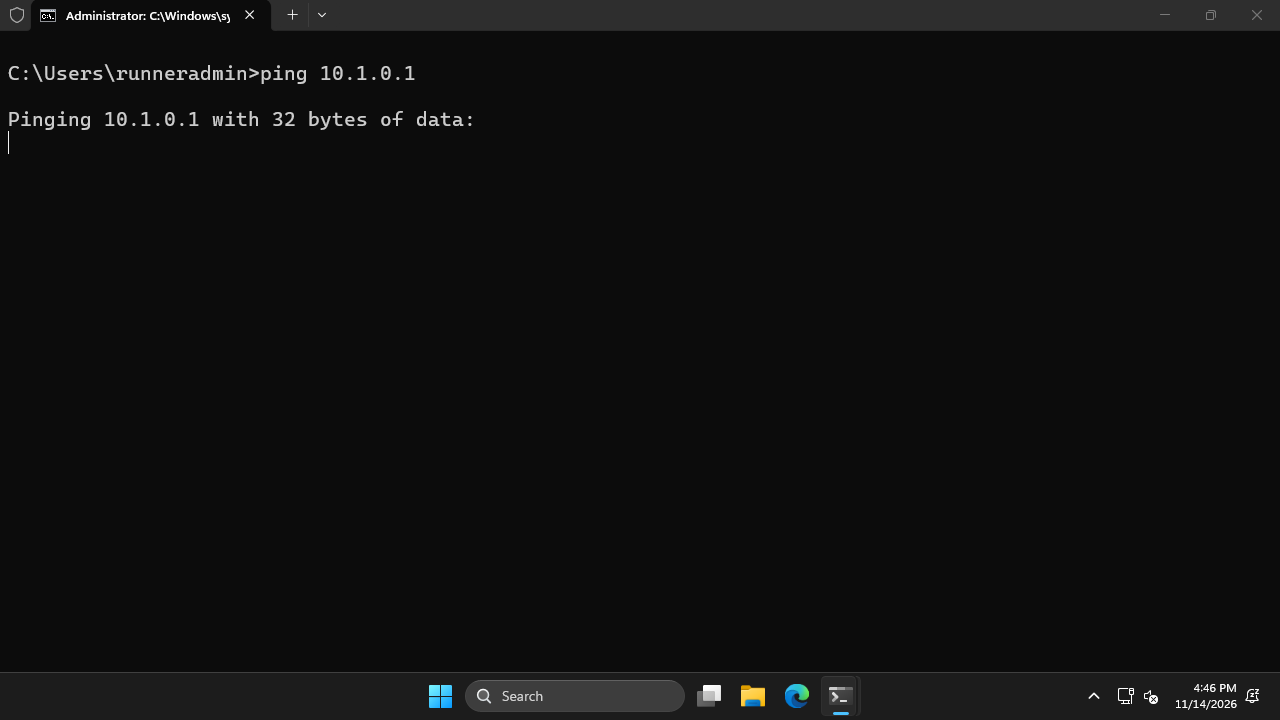 Administrator: C:\Windows\sy
C:\Users\runneradmin>ping 10.1.0.1
Pinging 10.1.0.1 with 32 bytes of data:
Search
4:46 PM
11/14/2026